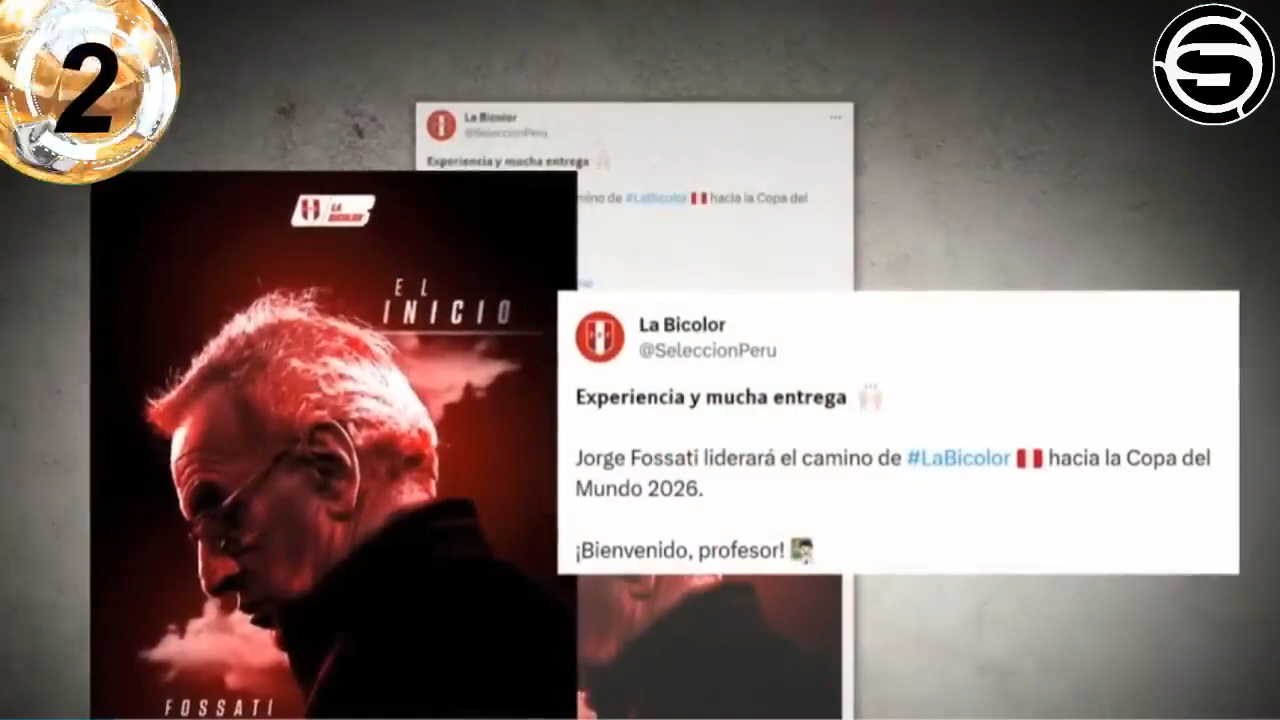 2
La Bicolor
@SeleccionPeru
Experiencia y mucha entrega
mino de #LaBicolor hacia la Copa del
LA
BICOLOR
EL
INICIO
La Bicolor
@SeleccionPeru
Experiencia y mucha entrega
Jorge Fossati liderará el camino de #LaBicolor hacia la Copa del
Mundo 2026.
¡Bienvenido, profesor!
FOSSATI